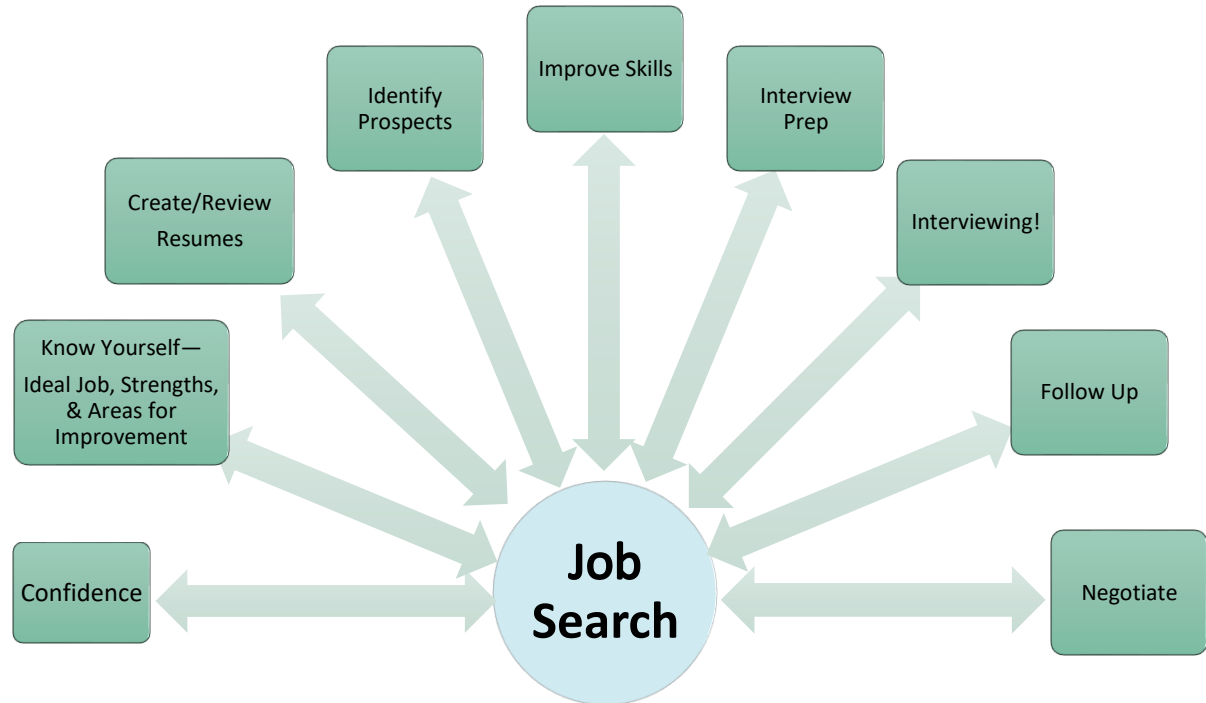 Improve Skills
Identify
Prospects
Interview
Prep
Create/Review
Resumes
Interviewing!
Know Yourself—
Ideal Job, Strengths,
& Areas for
Improvement
Follow Up
Confidence
Job
Search
Negotiate